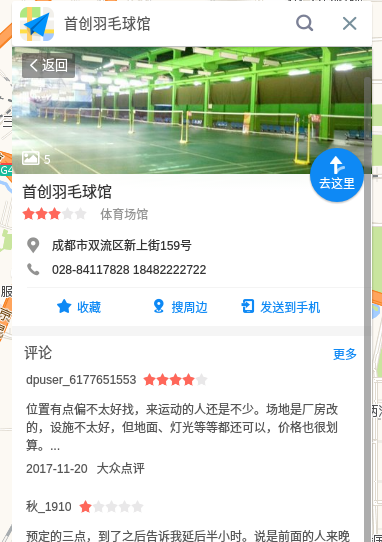 首创羽毛球馆
返回
5
去这里
首创羽毛球馆
体育场馆
成都市双流区新上街159号
028-84117828 18482222722
收藏 搜周边 发送到手机
评论 更多
dpuser_6177651553
位置有点偏不太好找，来运动的人还是不少。场地是厂房改
的，设施不太好，但地面、灯光等等都还可以，价格也很划
算。...
2017-11-20 大众点评
秋_1910
预定的三点，到了之后告诉我延后半小时。说是前面的人来晚
G4
服